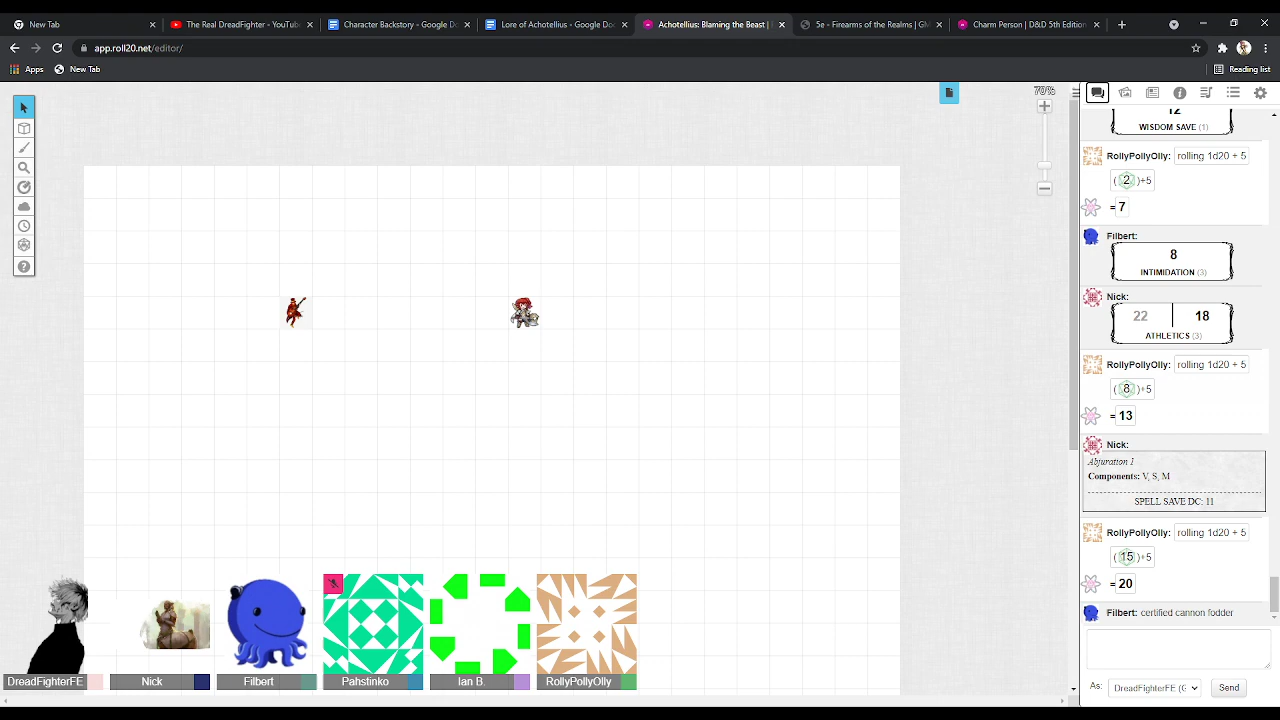 New Tab
The Real DreadFighter - YouTub
Character Backstory - Google Do
Lore of Achotellius - Google Doc
Achotellius: Blaming the Beast |
5e - Firearms of the Realms | GM
Charm Person | D&D 5th Edition
app.roll20.net/editor/
Apps
New Tab
Reading list
70%
12
WISDOM SAVE (1)
RollyPollyOlly: rolling 1d20 + 5
(2)+5
= 7
Filbert:
8
INTIMIDATION (3)
Nick:
22 18
ATHLETICS (3)
RollyPollyOlly: rolling 1d20 + 5
(8)+5
= 13
Nick:
Abjuration 1
Components: V, S, M
SPELL SAVE DC: 11
RollyPollyOlly: rolling 1d20 + 5
(15)+5
= 20
Filbert: certified cannon fodder
DreadFighterFE
Nick
Filbert
Pahstinko
Ian B.
RollyPollyOlly
As: DreadFighterFE (G
Send